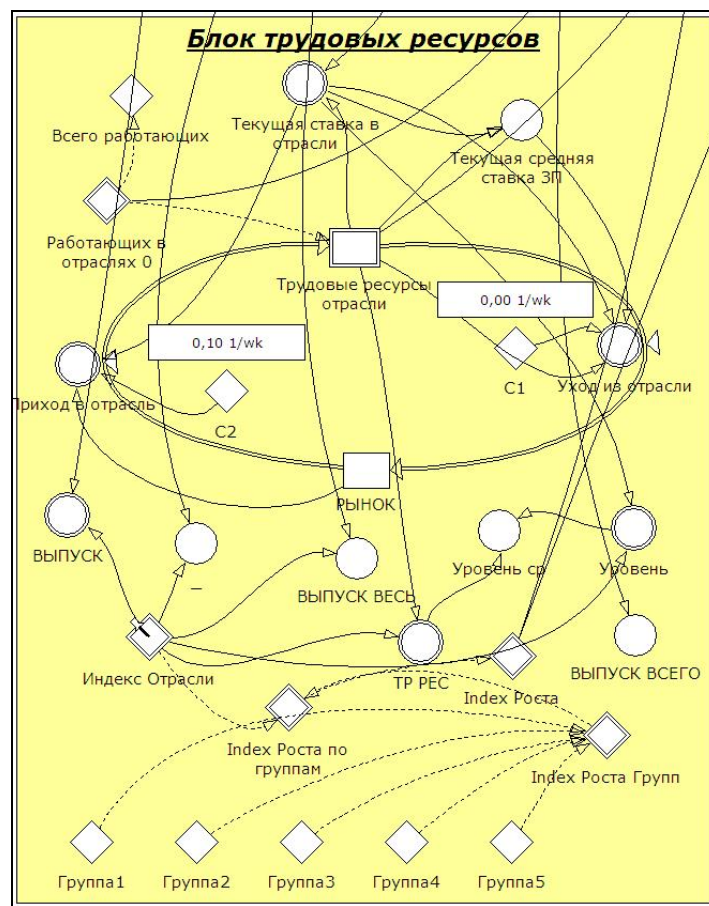 Блок трудовых ресурсов
Всего работающих
Текущая ставка в
отрасли
Текущая средняя
ставка ЗП
Работающих в
отраслях 0
Трудовые ресурсы
отрасли
0,00 1/wk
0,10 1/wk
Приход в отрасль
С2
С1
Уход из отрасли
РЫНОК
ВЫПУСК
_
ВЫПУСК ВЕСЬ
Уровень ср
Уровень
Индекс Отрасли
ТР РЕС
Index Роста
ВЫПУСК ВСЕГО
Index Роста по
группам
Index Роста Групп
Группа1
Группа2
Группа3
Группа4
Группа5